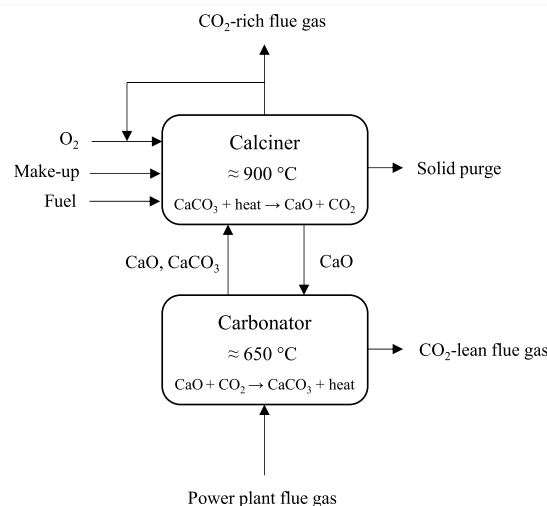 CO₂-rich flue gas
O₂
Make-up
Fuel
Calciner
≈ 900 °C
CaCO₃ + heat → CaO + CO₂
Solid purge
CaO, CaCO₃
CaO
Carbonator
≈ 650 °C
CaO + CO₂ → CaCO₃ + heat
CO₂-lean flue gas
Power plant flue gas